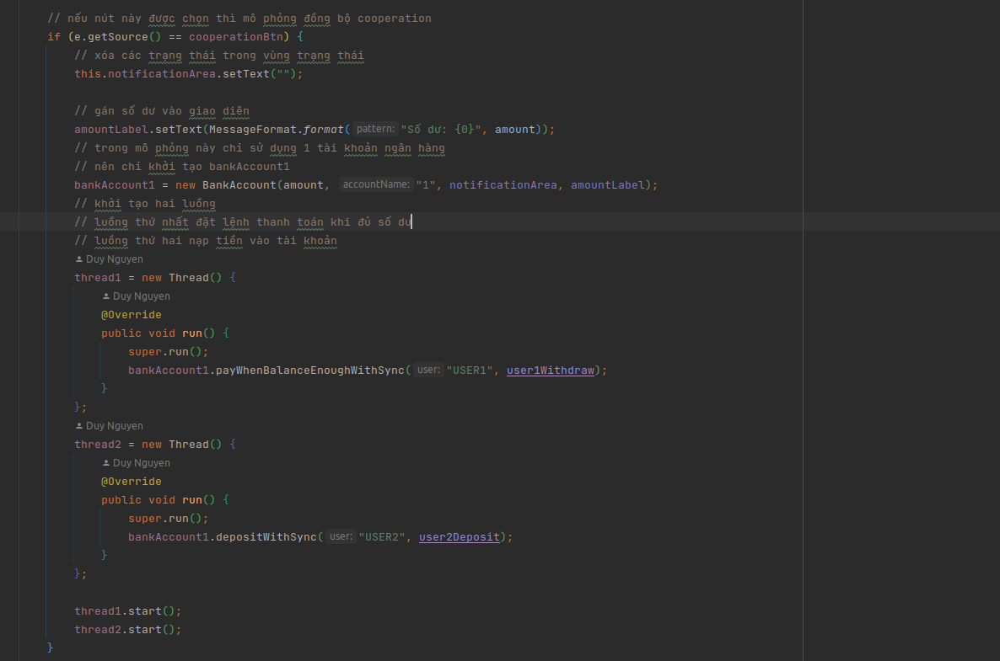 // nếu nút này được chọn thì mô phỏng đồng bộ cooperation
if (e.getSource() == cooperationBtn) {
// xóa các trạng thái trong vùng trạng thái
this.notificationArea.setText("");
// gán số dư vào giao diên
amountLabel.setText(MessageFormat.format( pattern: "Số dư: {0}", amount));
// trong mô phỏng này chỉ sử dụng 1 tài khoản ngân hàng
// nên chỉ khởi tạo bankAccount1
bankAccount1 = new BankAccount(amount, accountName: "1", notificationArea, amountLabel);
// khởi tạo hai luồng
// luồng thứ nhất đặt lệnh thanh toán khi đủ số dư
// luồng thứ hai nạp tiền vào tài khoản
Duy Nguyen
thread1 = new Thread() {
Duy Nguyen
@Override
public void run() {
super.run();
bankAccount1.payWhenBalanceEnoughWithSync( user: "USER1", user1Withdraw);
}
};
Duy Nguyen
thread2 = new Thread() {
Duy Nguyen
@Override
public void run() {
super.run();
bankAccount1.depositWithSync( user: "USER2", user2Deposit);
}
};
thread1.start();
thread2.start();
}